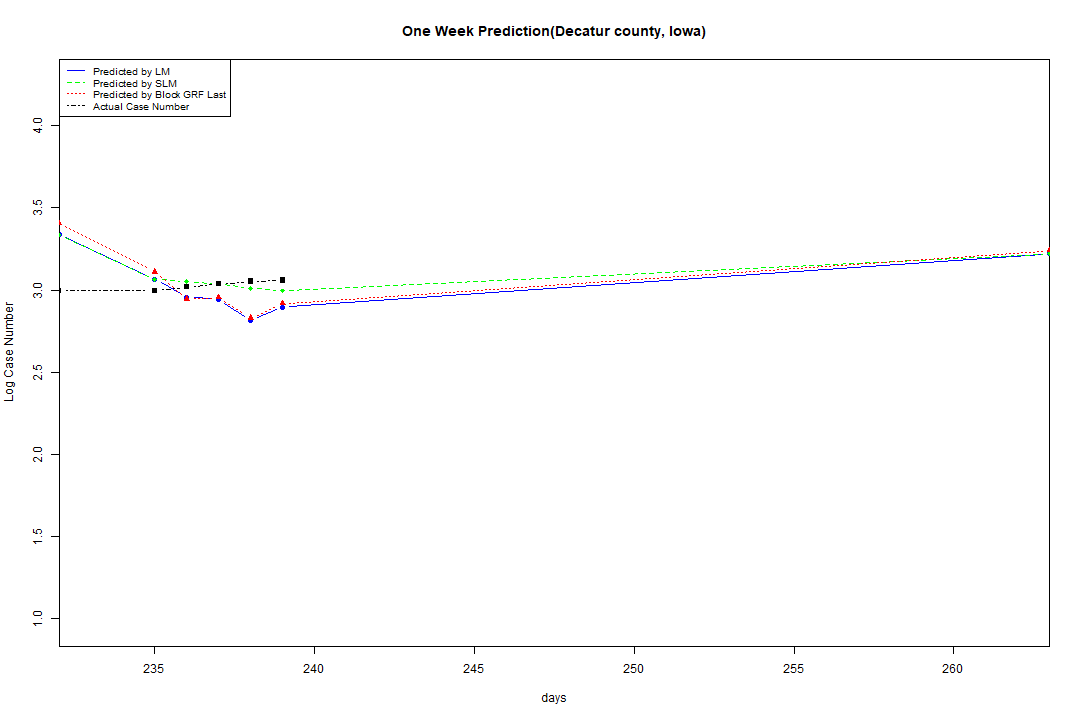 One Week Prediction(Decatur county, Iowa)
Predicted by LM
Predicted by SLM
Predicted by Block GRF Last
Actual Case Number
4.0
3.5
3.0
2.5
2.0
1.5
1.0
Log Case Number
235 240 245 250 255 260
days